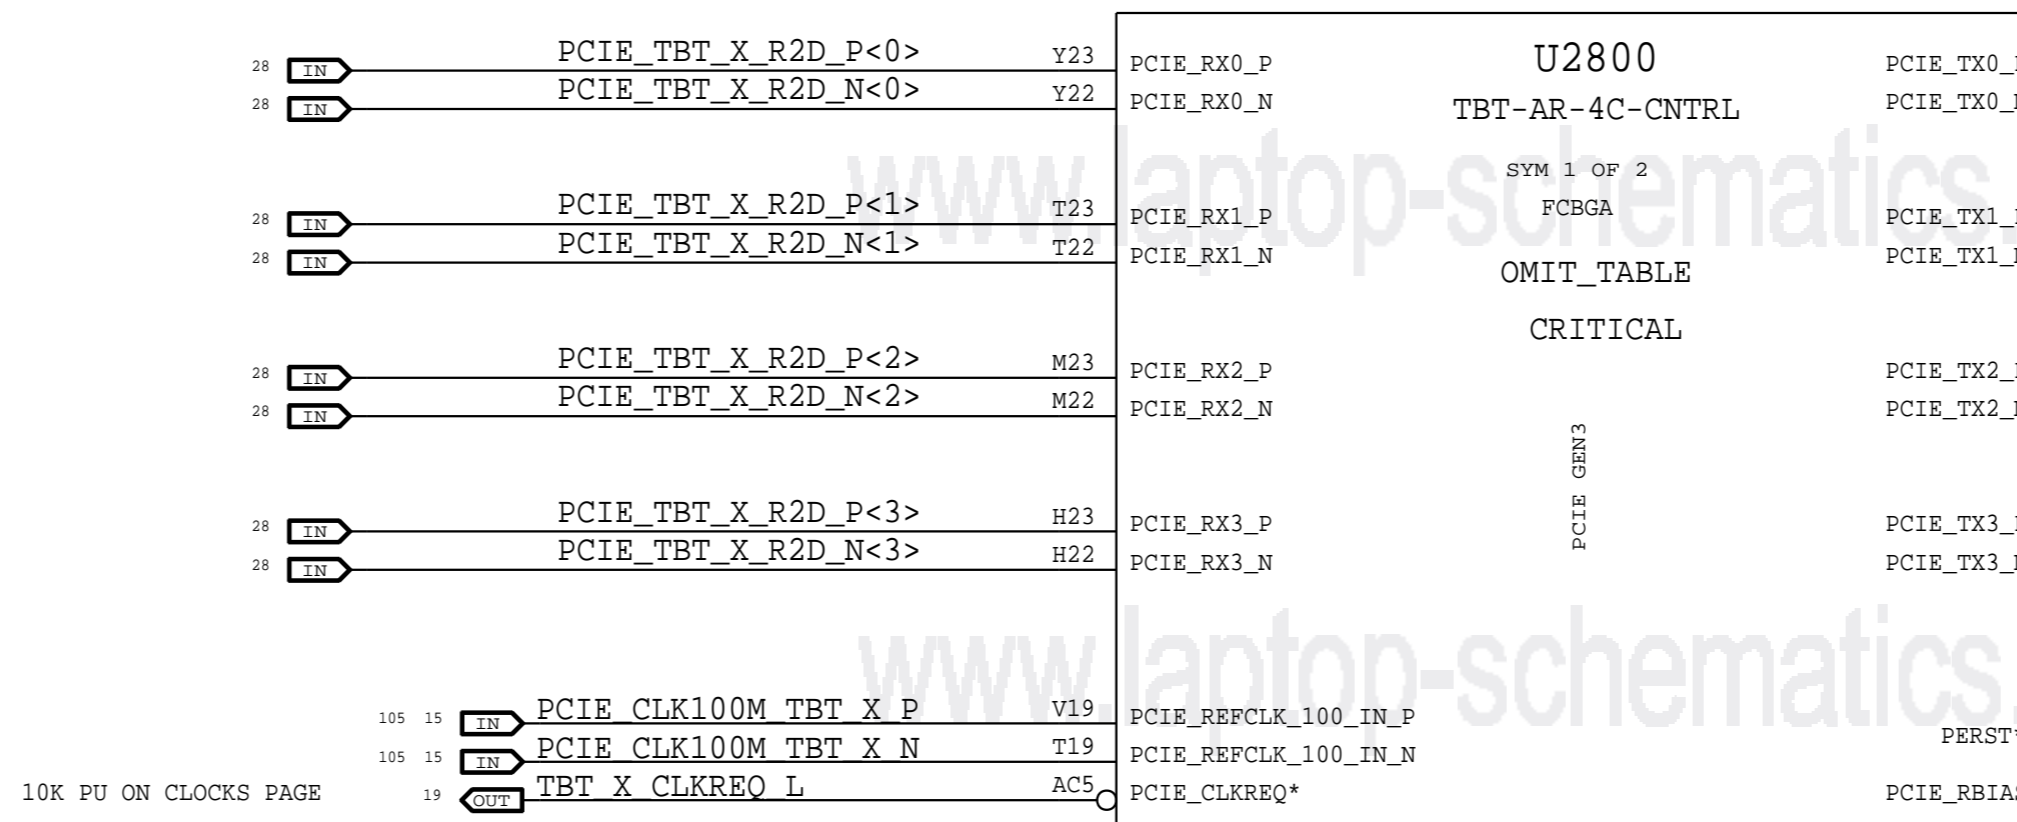 28 IN PCIE_TBT_X_R2D_P<0> Y23 PCIE_RX0_P U2800 PCIE_TX0_
28 IN PCIE_TBT_X_R2D_N<0> Y22 PCIE_RX0_N TBT-AR-4C-CNTRL PCIE_TX0_
www.laptop-schematics.
SYM 1 OF 2
28 IN PCIE_TBT_X_R2D_P<1> T23 PCIE_RX1_P FCBGA PCIE_TX1_
28 IN PCIE_TBT_X_R2D_N<1> T22 PCIE_RX1_N PCIE_TX1_
OMIT_TABLE
CRITICAL
28 IN PCIE_TBT_X_R2D_P<2> M23 PCIE_RX2_P PCIE_TX2_
28 IN PCIE_TBT_X_R2D_N<2> M22 PCIE_RX2_N PCIE_TX2_
PCIE GEN3
28 IN PCIE_TBT_X_R2D_P<3> H23 PCIE_RX3_P PCIE_TX3_
28 IN PCIE_TBT_X_R2D_N<3> H22 PCIE_RX3_N PCIE_TX3_
www.laptop-schematics.
105 15 IN PCIE_CLK100M_TBT_X_P V19 PCIE_REFCLK_100_IN_P
105 15 IN PCIE_CLK100M_TBT_X_N T19 PCIE_REFCLK_100_IN_N PERST*
10K PU ON CLOCKS PAGE 19 OUT TBT_X_CLKREQ_L AC5 PCIE_CLKREQ* PCIE_RBIAS